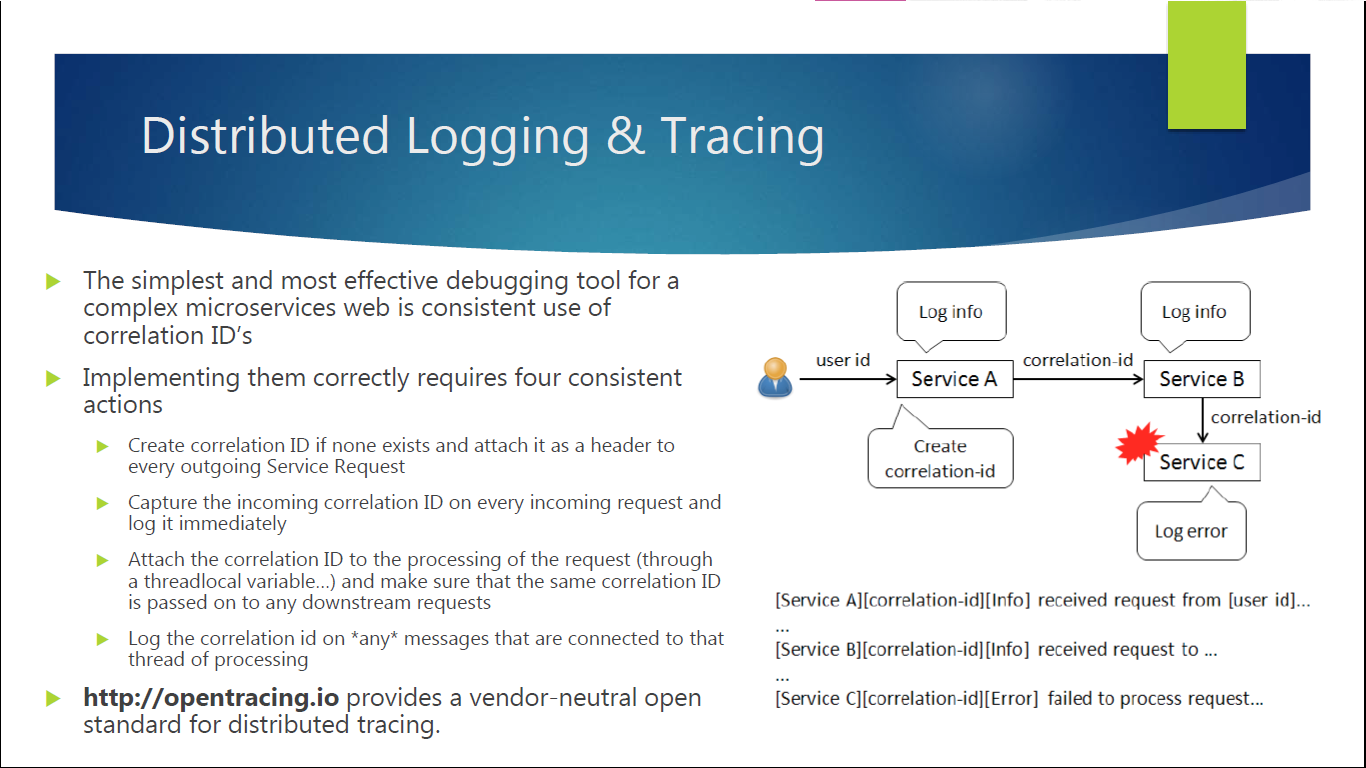 Distributed Logging & Tracing
The simplest and most effective debugging tool for a
complex microservices web is consistent use of
correlation ID's
Implementing them correctly requires four consistent
actions
Create correlation ID if none exists and attach it as a header to
every outgoing Service Request
Capture the incoming correlation ID on every incoming request and
log it immediately
Attach the correlation ID to the processing of the request (through
a threadlocal variable...) and make sure that the same correlation ID
is passed on to any downstream requests
Log the correlation id on *any* messages that are connected to that
thread of processing
http://opentracing.io provides a vendor-neutral open
standard for distributed tracing.
Log info
Log info
user id
Service A
correlation-id
Service B
correlation-id
Create
correlation-id
Service C
Log error
[Service A][correlation-id][Info] received request from [user id]...
...
[Service B][correlation-id][Info] received request to ...
...
[Service C][correlation-id][Error] failed to process request...